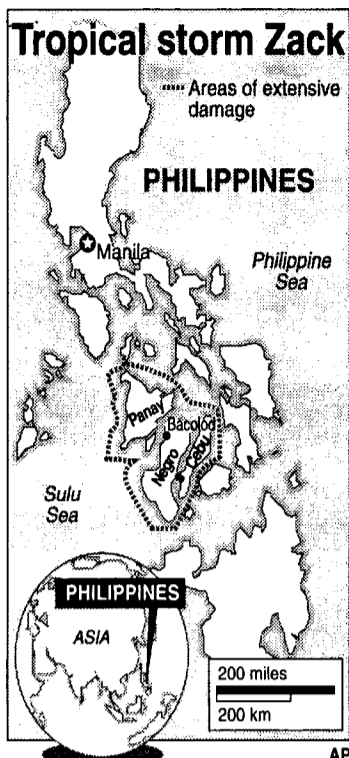 Tropical storm Zack
Areas of extensive
damage
PHILIPPINES
Manila
Philippine
Sea
Panay
Bacolod
Negro
Cebu
Sulu
Sea
PHILIPPINES
ASIA
200 miles
200 km
AP